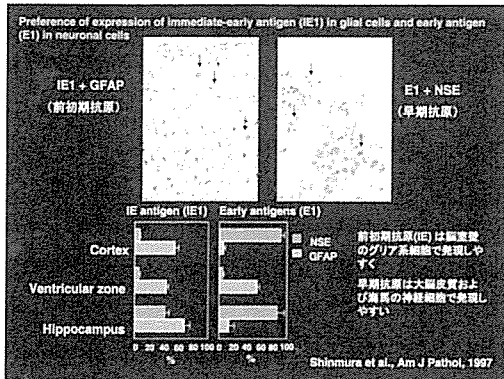 Preference of expression of immediate-early antigen (IE1) in glial cells and early antigen
(E1) in neuronal cells
IE1 + GFAP
(前初期抗原)
E1 + NSE
(早期抗原)
IE antigen (IE1)
Early antigens (E1)
NSE
GFAP
Cortex
Ventricular zone
Hippocampus
0 20 40 60 80 100
%
0 20 40 60 80 100
%
前初期抗原(IE) は脳室壁
のグリア系細胞で発現しや
すく
早期抗原は大脳皮質およ
び海馬の神経細胞で発現し
やすい
Shinmura et al., Am J Pathol, 1997